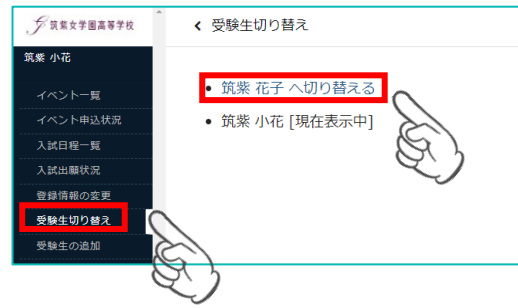 筑紫女学園高等学校
筑紫 小花
イベント一覧
イベント申込状況
入試日程一覧
入試出願状況
登録情報の変更
受験生切り替え
受験生の追加
受験生切り替え
• 筑紫 花子 へ切り替える
• 筑紫 小花 [現在表示中]